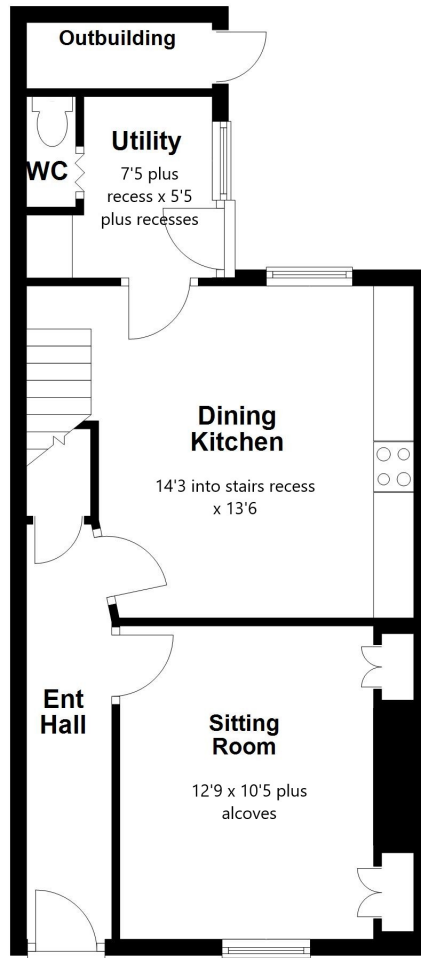 Outbuilding
WC
Utility
7'5 plus
recess x 5'5
plus recesses
Dining
Kitchen
14'3 into stairs recess
x 13'6
Ent
Hall
Sitting
Room
12'9 x 10'5 plus
alcoves